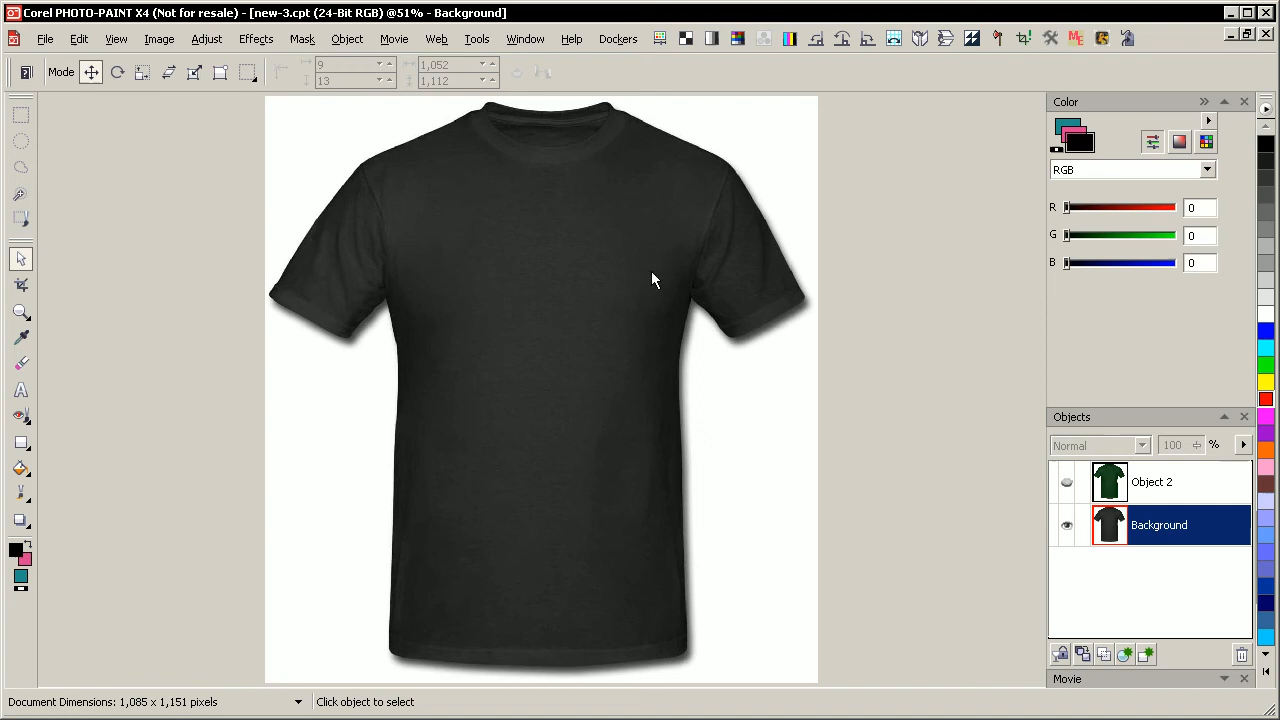 Corel PHOTO-PAINT X4 (Not for resale) - [new-3.cpt (24-Bit RGB) @51% - Background]
File Edit View Image Adjust Effects Mask Object Movie Web Tools Window Help Dockers
ME
Mode
9
13
1,052
1,112
Color
RGB
R 0
G 0
B 0
Objects
Normal 100 %
Object 2
Background
Movie
Document Dimensions: 1,085 x 1,151 pixels Click object to select